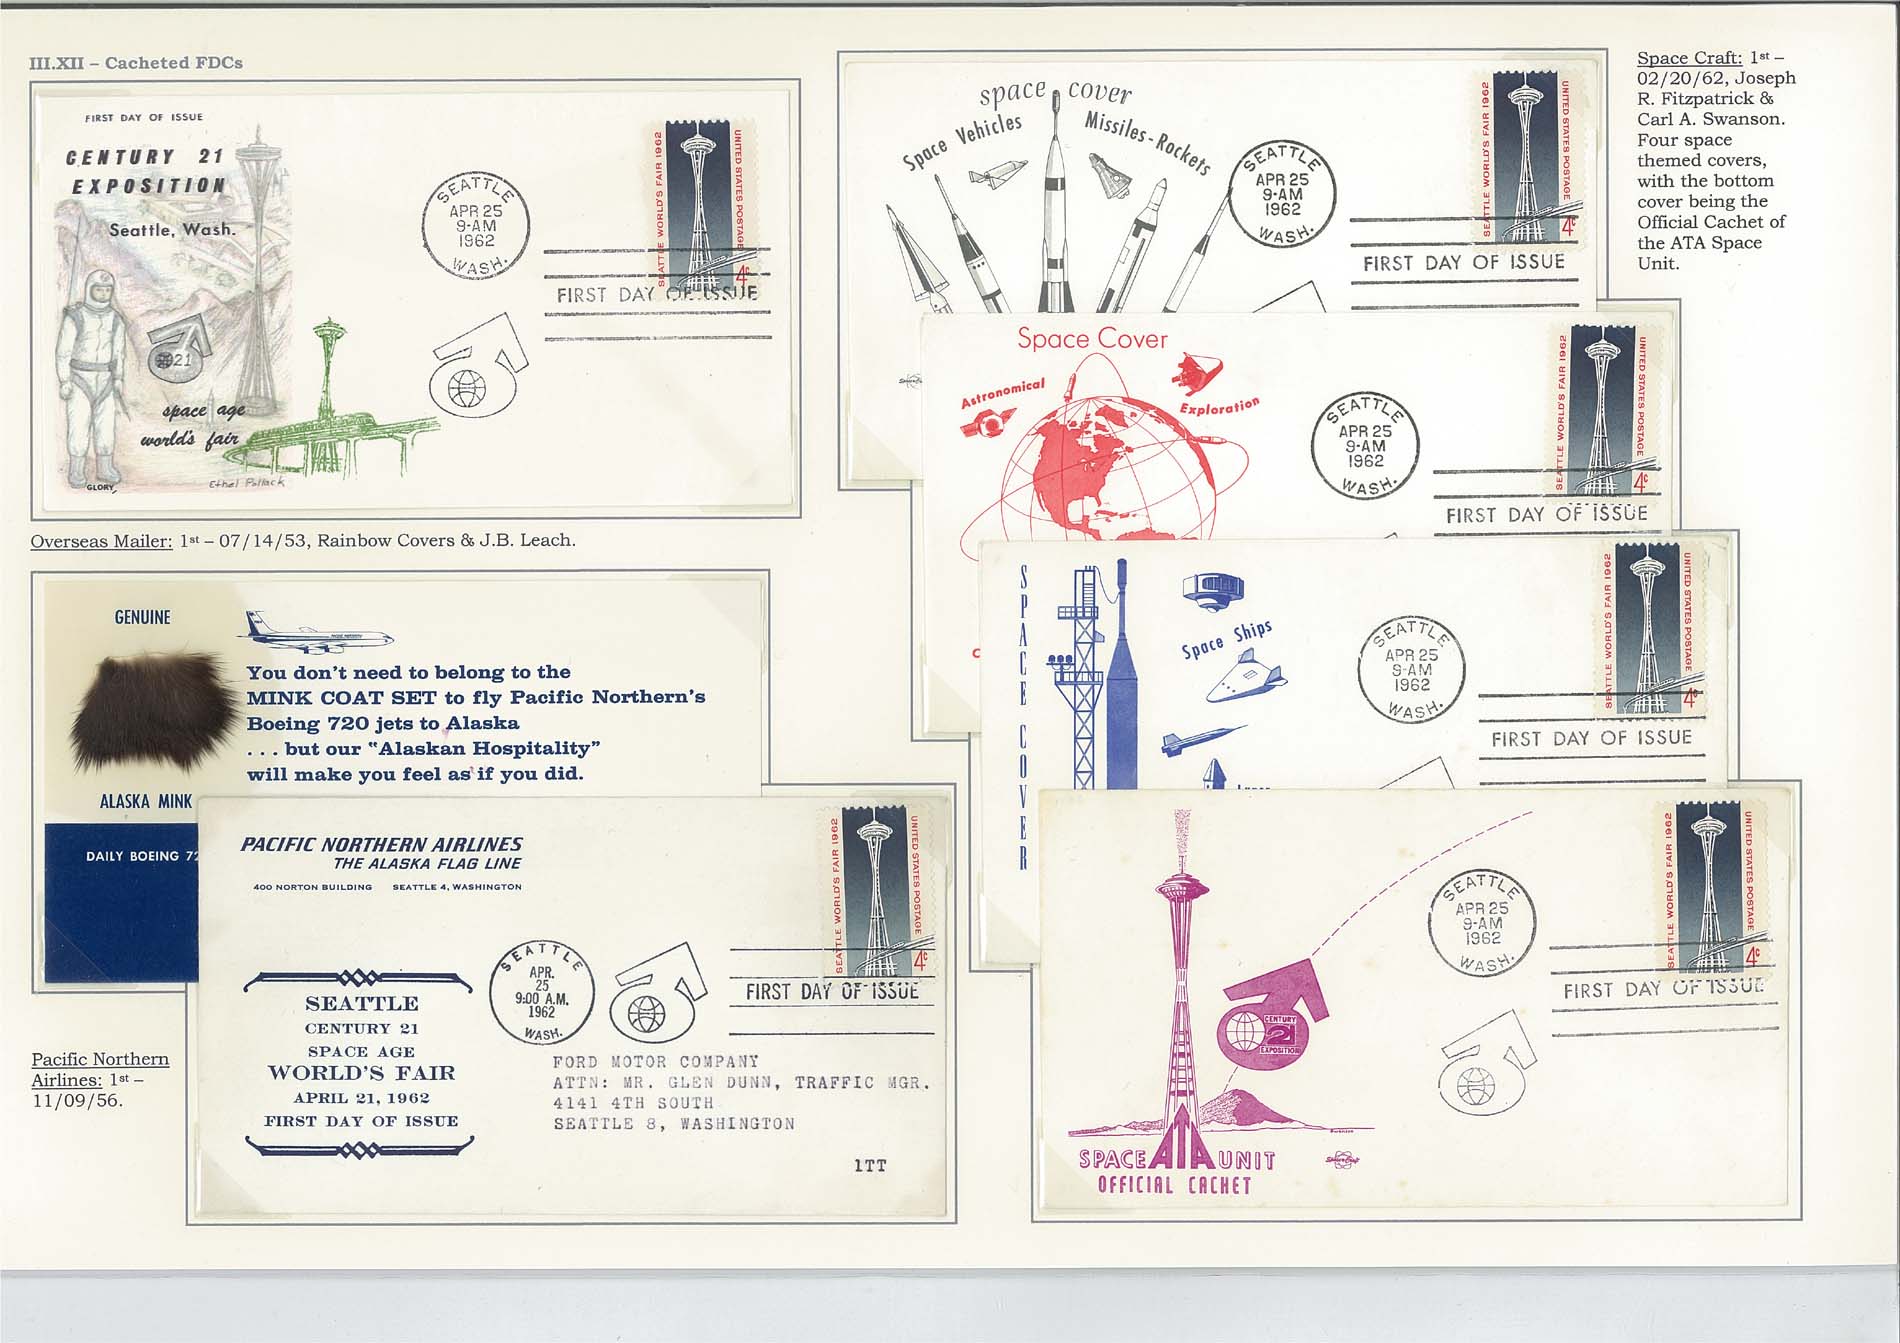 III.XII – Cacheted FDCs
FIRST DAY OF ISSUE
CENTURY 21
EXPOSITION
Seattle, Wash.
21
space age
world's fair
GLORY
Ethel Pollack
SEATTLE
APR 25
9-AM
1962
WASH.
SEATTLE WORLD'S FAIR 1962
UNITED STATES POSTAGE
4¢
FIRST DAY OF ISSUE
Overseas Mailer: 1st – 07/14/53, Rainbow Covers & J.B. Leach.
GENUINE
ALASKA MINK
DAILY BOEING 72
You don't need to belong to the
MINK COAT SET to fly Pacific Northern's
Boeing 720 jets to Alaska
. . . but our "Alaskan Hospitality"
will make you feel as if you did.
PACIFIC NORTHERN AIRLINES
THE ALASKA FLAG LINE
400 NORTON BUILDING SEATTLE 4, WASHINGTON
SEATTLE WORLD'S FAIR 1962
UNITED STATES POSTAGE
4¢
SEATTLE
APR.
25
9:00 A.M.
1962
WASH.
FIRST DAY OF ISSUE
SEATTLE
CENTURY 21
SPACE AGE
WORLD'S FAIR
APRIL 21, 1962
FIRST DAY OF ISSUE
FORD MOTOR COMPANY
ATTN: MR. GLEN DUNN, TRAFFIC MGR.
4141 4TH SOUTH
SEATTLE 8, WASHINGTON
1TT
Pacific Northern
Airlines: 1st –
11/09/56.
space cover
Space Vehicles
Missiles-Rockets
SEATTLE
APR 25
9-AM
1962
WASH.
SEATTLE WORLD'S FAIR 1962
UNITED STATES POSTAGE
4¢
FIRST DAY OF ISSUE
Space Craft: 1st –
02/20/62, Joseph
R. Fitzpatrick &
Carl A. Swanson.
Four space
themed covers,
with the bottom
cover being the
Official Cachet of
the ATA Space
Unit.
Space Cover
Astronomical
Exploration
SEATTLE
APR 25
9-AM
1962
WASH.
SEATTLE WORLD'S FAIR 1962
UNITED STATES POSTAGE
4¢
FIRST DAY OF ISSUE
SPACE COVER
Space Ships
SEATTLE
APR 25
9-AM
1962
WASH.
SEATTLE WORLD'S FAIR 1962
UNITED STATES POSTAGE
4¢
FIRST DAY OF ISSUE
SEATTLE
APR 25
9-AM
1962
WASH.
SEATTLE WORLD'S FAIR 1962
UNITED STATES POSTAGE
4¢
FIRST DAY OF ISSUE
CENTURY
21
EXPOSITION
Swanson
SPACE ATA UNIT
OFFICIAL CACHET
SpaceCraft